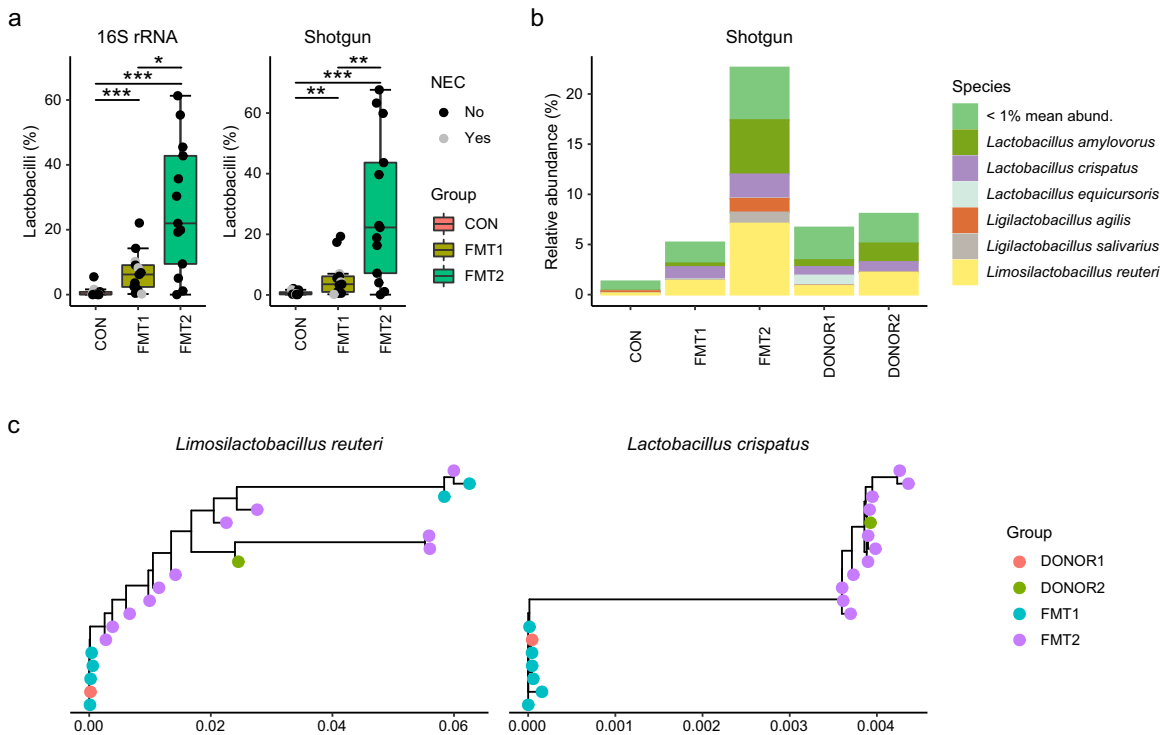 a
16S rRNA
Shotgun
Lactobacilli (%)
60
40
20
0
***
***
*
CON
FMT1
FMT2
Lactobacilli (%)
60
40
20
0
**
***
**
CON
FMT1
FMT2
NEC
No
Yes
Group
CON
FMT1
FMT2
b
Shotgun
Relative abundance (%)
20
15
10
5
0
CON
FMT1
FMT2
DONOR1
DONOR2
Species
< 1% mean abund.
Lactobacillus amylovorus
Lactobacillus crispatus
Lactobacillus equicursoris
Ligilactobacillus agilis
Ligilactobacillus salivarius
Limosilactobacillus reuteri
c
Limosilactobacillus reuteri
0.00 0.02 0.04 0.06
Lactobacillus crispatus
0.000 0.001 0.002 0.003 0.004
Group
DONOR1
DONOR2
FMT1
FMT2